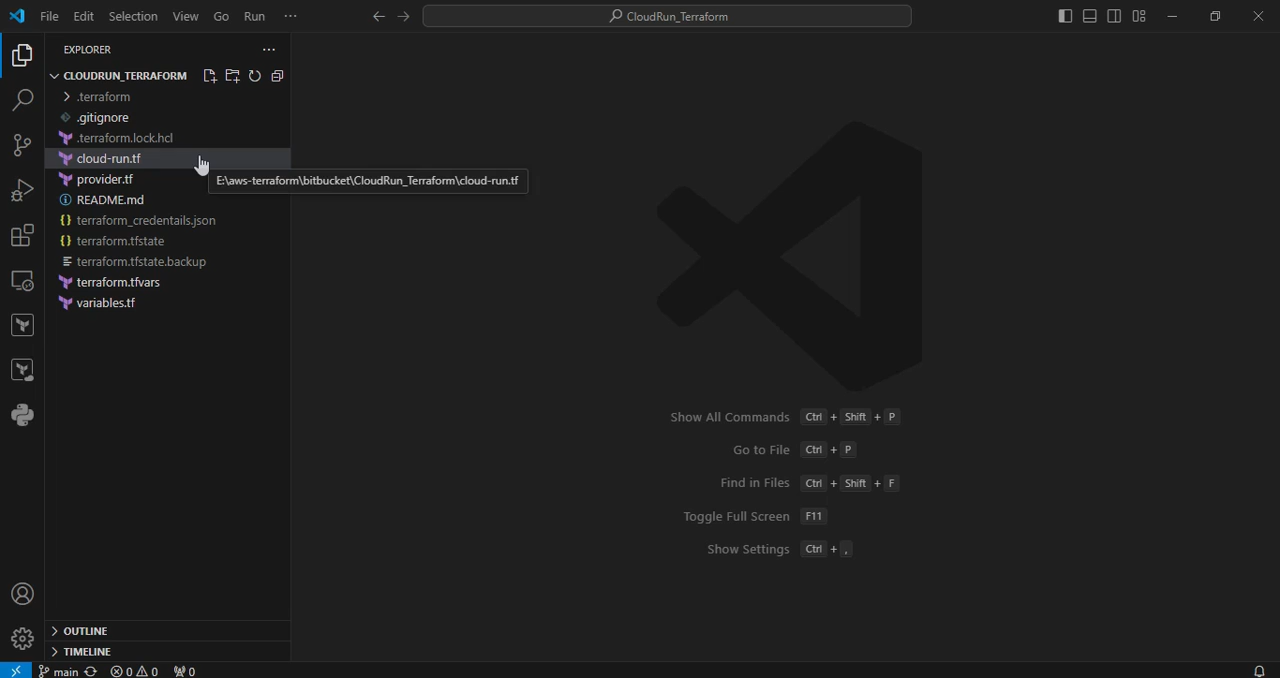 File Edit Selection View Go Run ··· CloudRun_Terraform
EXPLORER ···
CLOUDRUN_TERRAFORM
.terraform
.gitignore
.terraform.lock.hcl
cloud-run.tf
E:\aws-terraform\bitbucket\CloudRun_Terraform\cloud-run.tf
provider.tf
README.md
{} terraform_credentails.json
{} terraform.tfstate
terraform.tfstate.backup
terraform.tfvars
variables.tf
Show All Commands Ctrl + Shift + P
Go to File Ctrl + P
Find in Files Ctrl + Shift + F
Toggle Full Screen F11
Show Settings Ctrl + ,
OUTLINE
TIMELINE
main 0 0 0